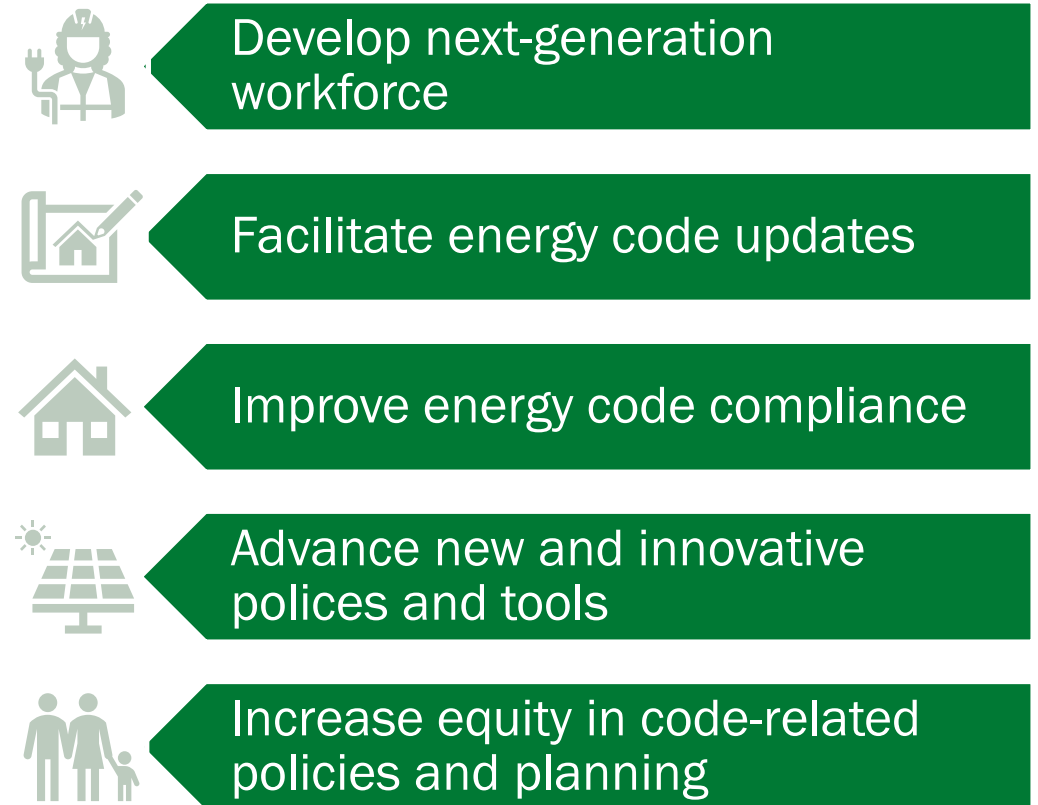 Develop next-generation
workforce
Facilitate energy code updates
Improve energy code compliance
Advance new and innovative
polices and tools
Increase equity in code-related
policies and planning